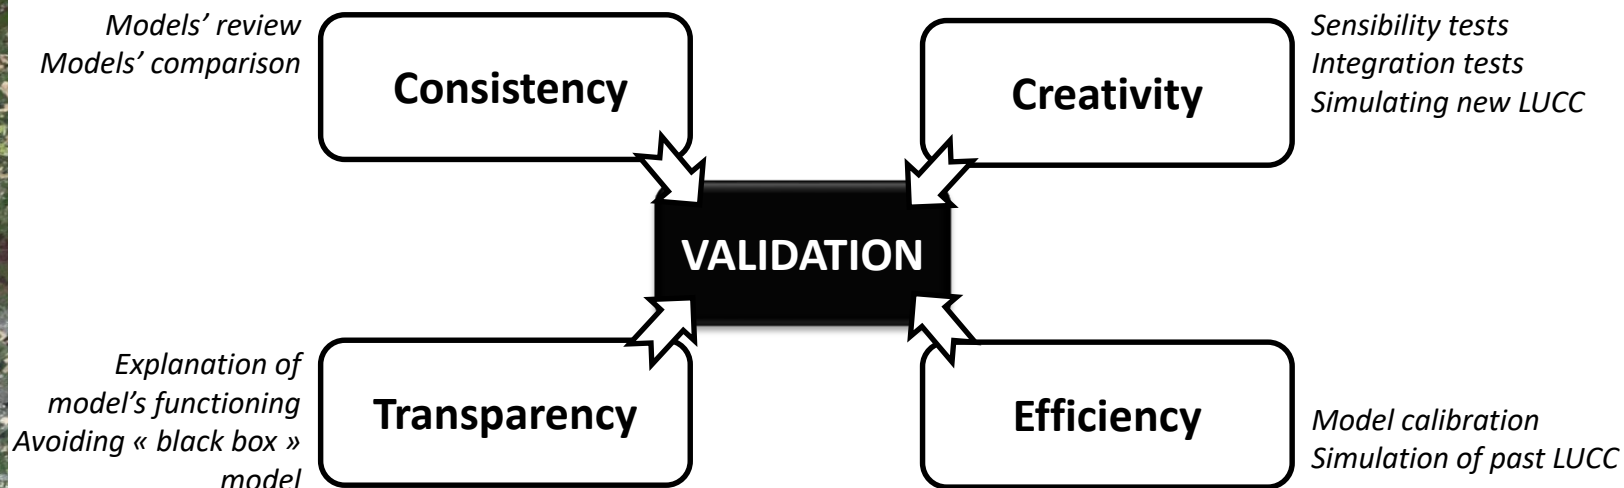 Models’ review
Models’ comparison
Consistency
Creativity
Sensibility tests
Integration tests
Simulating new LUCC
VALIDATION
Explanation of
model’s functioning
Avoiding « black box »
model
Transparency
Efficiency
Model calibration
Simulation of past LUCC